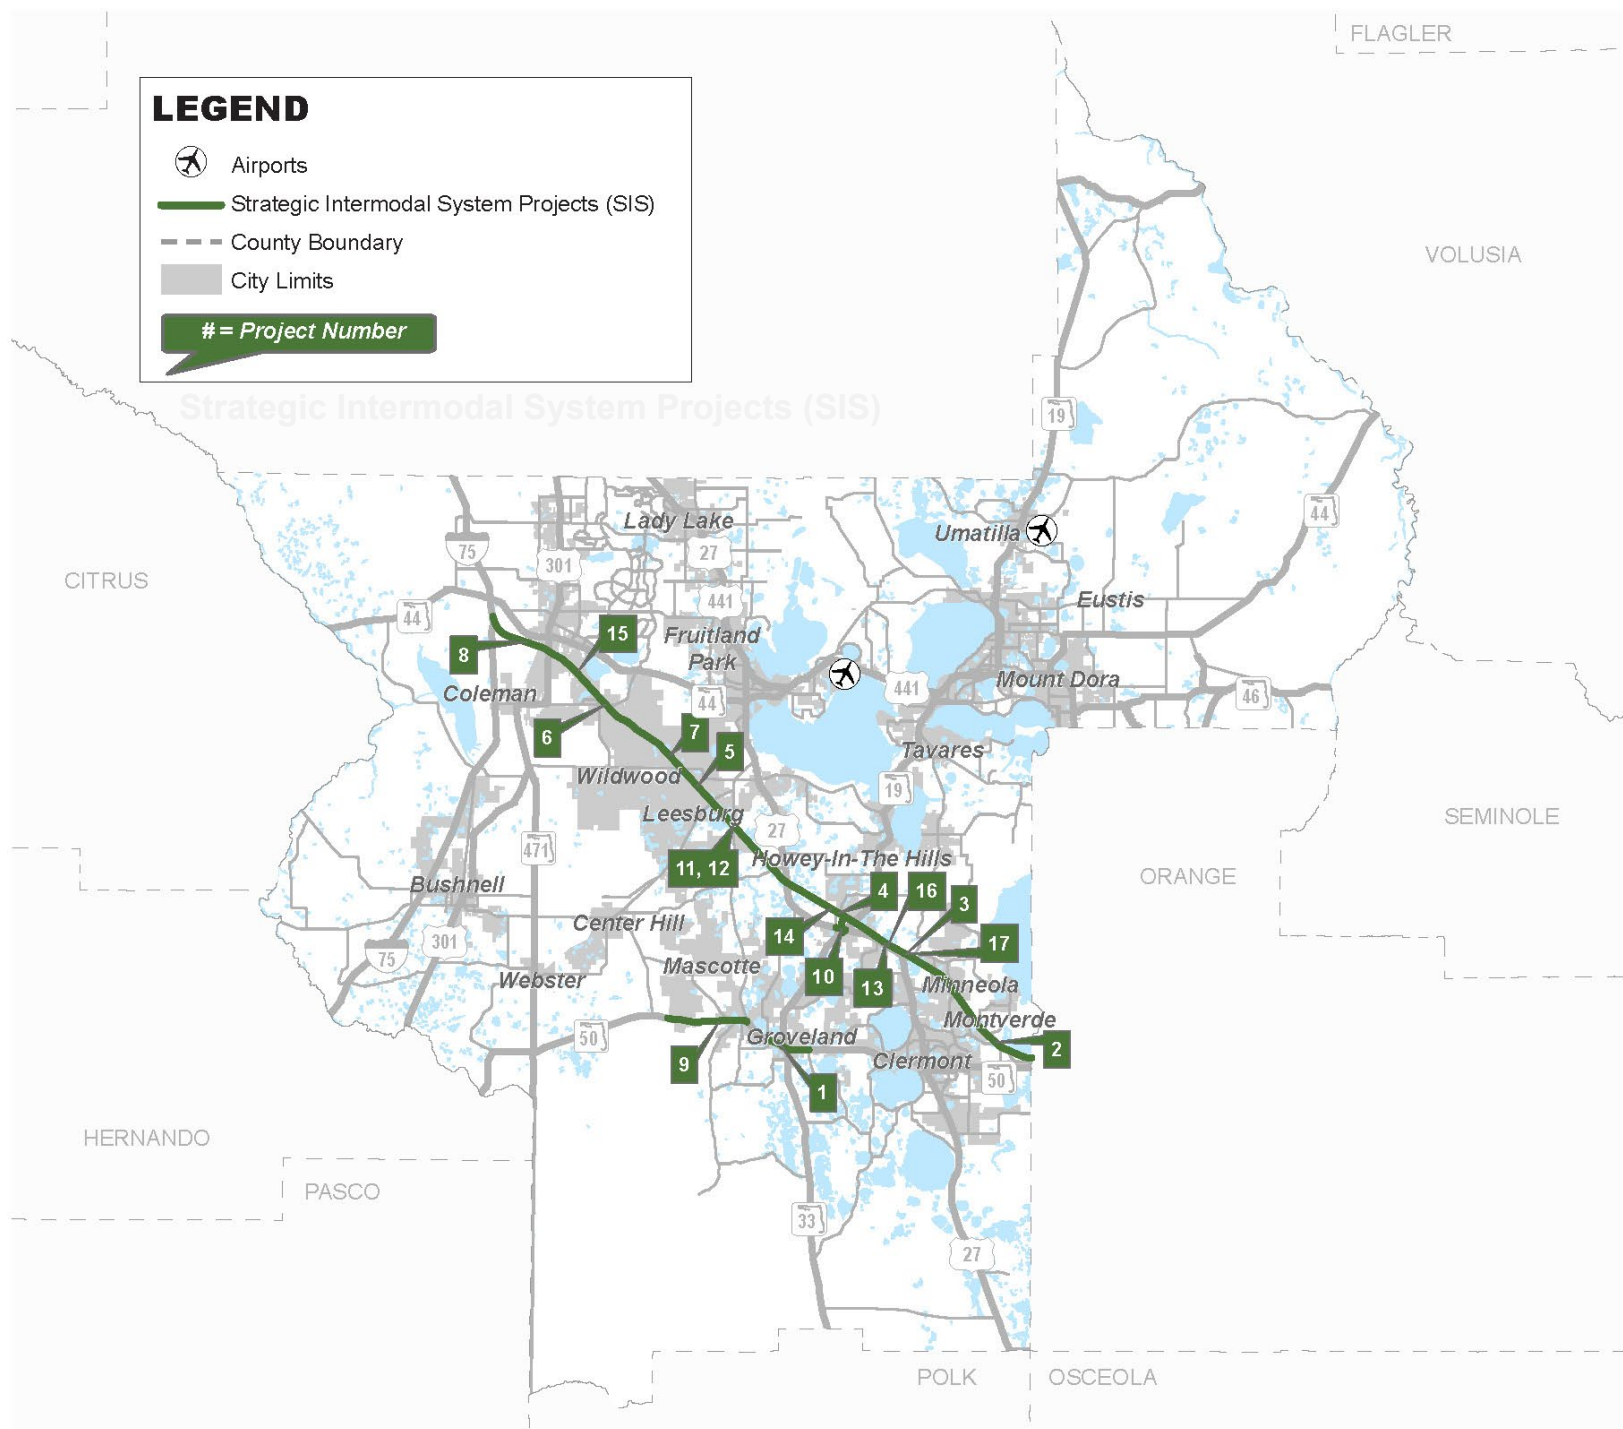 FLAGLER
LEGEND
Airports
Strategic Intermodal System Projects (SIS)
County Boundary
City Limits
# = Project Number
Strategic Intermodal System Projects (SIS)
VOLUSIA
19
44
Umatilla
Lady Lake
75
301
27
441
CITRUS
44
Eustis
15
Fruitland
Park
8
Coleman
44
441
Mount Dora
46
6
7
5
Tavares
Wildwood
19
Leesburg
27
SEMINOLE
471
11, 12
Howey-In-The Hills
ORANGE
Bushnell
4
16
3
Center Hill
14
17
301
75
Mascotte
10
13
Webster
Minneola
Montverde
50
Groveland
2
9
Clermont
50
1
HERNANDO
PASCO
33
27
POLK
OSCEOLA